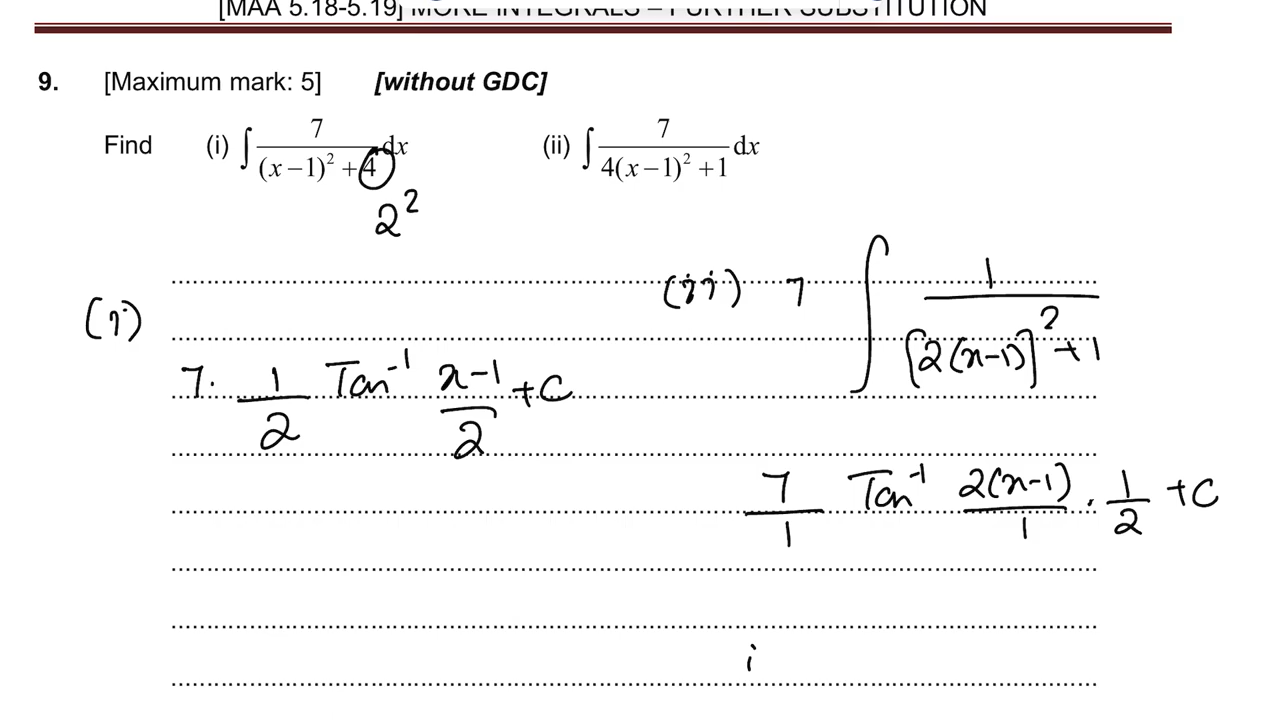 [MAA 5.18-5.19] MORE INTEGRALS – FURTHER SUBSTITUTION
9. [Maximum mark: 5] [without GDC]
Find (i) ∫ 7/((x−1)² + 4) dx (ii) ∫ 7/(4(x−1)² + 1) dx
2²
(ii) 7 ∫ 1/([2(x−1)]² + 1)
(i)
7. 1/2 Tan⁻¹ (x−1)/2 + C
7/1 Tan⁻¹ 2(x−1)/1 . 1/2 + C
i